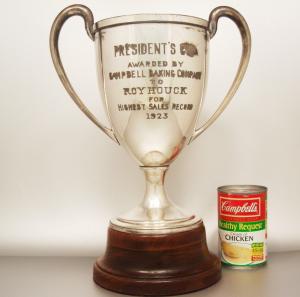 PRESIDENT'S CUP
AWARDED BY
CAMPBELL BAKING COMPANY
TO
ROY HOUCK
FOR
HIGHEST SALES RECORD
1923
Campbell's
Healthy Request
CHICKEN